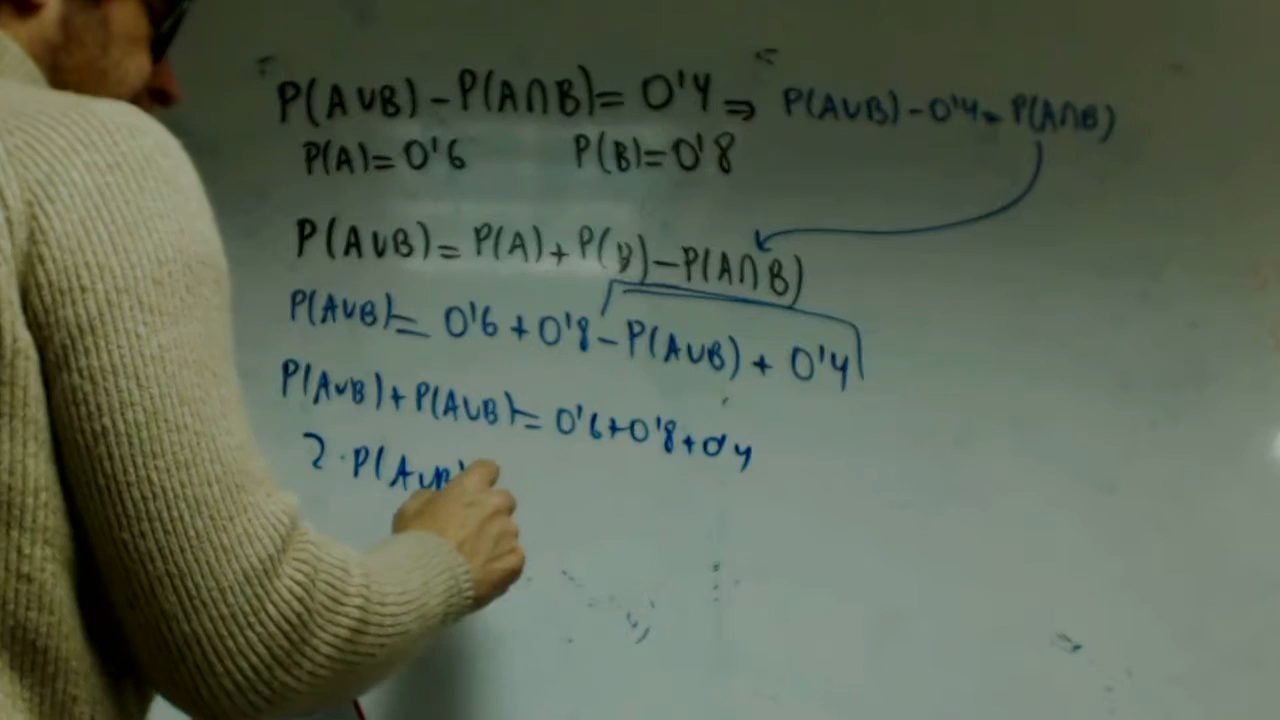 P(A∪B)-P(A∩B)=0'4 ⇒ P(A∪B)-0'4=P(A∩B)
P(A)=0'6 P(B)=0'8
P(A∪B)=P(A)+P(B)-P(A∩B)
P(A∪B)=0'6+0'8-P(A∪B)+0'4
P(A∪B)+P(A∪B)=0'6+0'8+0'4
2·P(A∪B)